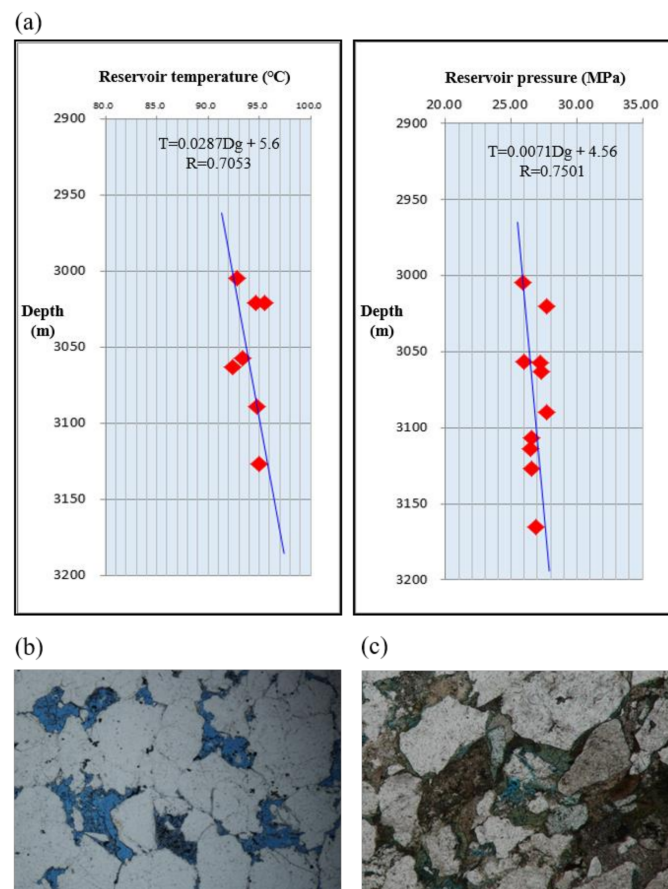 (a)
Reservoir temperature (°C)
80.0 85.0 90.0 95.0 100.0
2900
T=0.0287Dg + 5.6
R=0.7053
2950
3000
Depth
(m)
3050
3100
3150
3200
Reservoir pressure (MPa)
20.00 25.00 30.00 35.00
2900
T=0.0071Dg + 4.56
R=0.7501
2950
3000
Depth
(m)
3050
3100
3150
3200
(b)
(c)